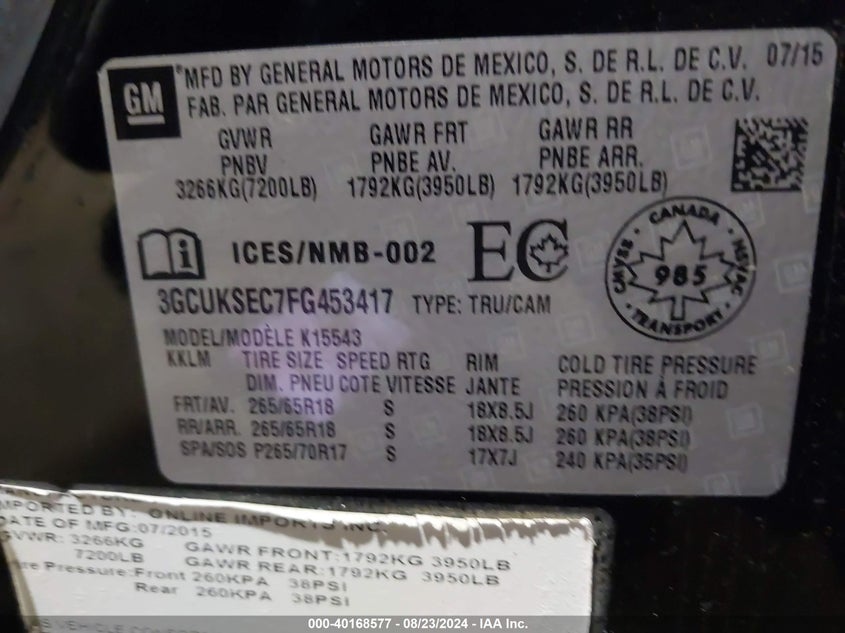 GM
®MFD BY GENERAL MOTORS DE MEXICO, S. DE R.L. DE C.V. 07/15
FAB. PAR GENERAL MOTORS DE MEXICO, S. DE R.L. DE C.V.
GVWR GAWR FRT GAWR RR
PNBV PNBE AV. PNBE ARR.
3266KG(7200LB) 1792KG(3950LB) 1792KG(3950LB)
ICES/NMB-002 EC
CANADA
CMVSS 985 NSVAC
TRANSPORT
3GCUKSEC7FG453417 TYPE: TRU/CAM
MODEL/MODÈLE K15543
KKLM TIRE SIZE SPEED RTG RIM COLD TIRE PRESSURE
DIM. PNEU COTE VITESSE JANTE PRESSION À FROID
FRT/AV. 265/65R18 S 18X8.5J 260 KPA(38PSI)
RR/ARR. 265/65R18 S 18X8.5J 260 KPA(38PSI)
SPA/SOS P265/70R17 S 17X7J 240 KPA(35PSI)
IMPORTED BY: GNLINE IMPORTS INC
DATE OF MFG:07/2015
GVWR: 3266KG GAWR FRONT:1792KG 3950LB
7200LB GAWR REAR:1792KG 3950LB
Pressure:Front 260KPA 38PSI
Rear 260KPA 38PSI
VEHICLE
000-40168577 - 08/23/2024 - IAA Inc.